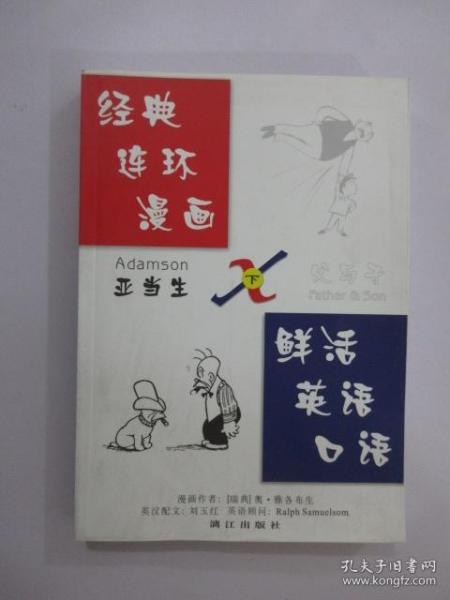 经典
连环
漫画
Adamson
亚当生
下
父与子
Father & Son
鲜活
英语
口语
漫画作者：[瑞典]奥·雅各布生
英汉配文：刘玉红 英语顾问：Ralph Samuelsom
漓江出版社
孔夫子旧书网
www.kongfz.com